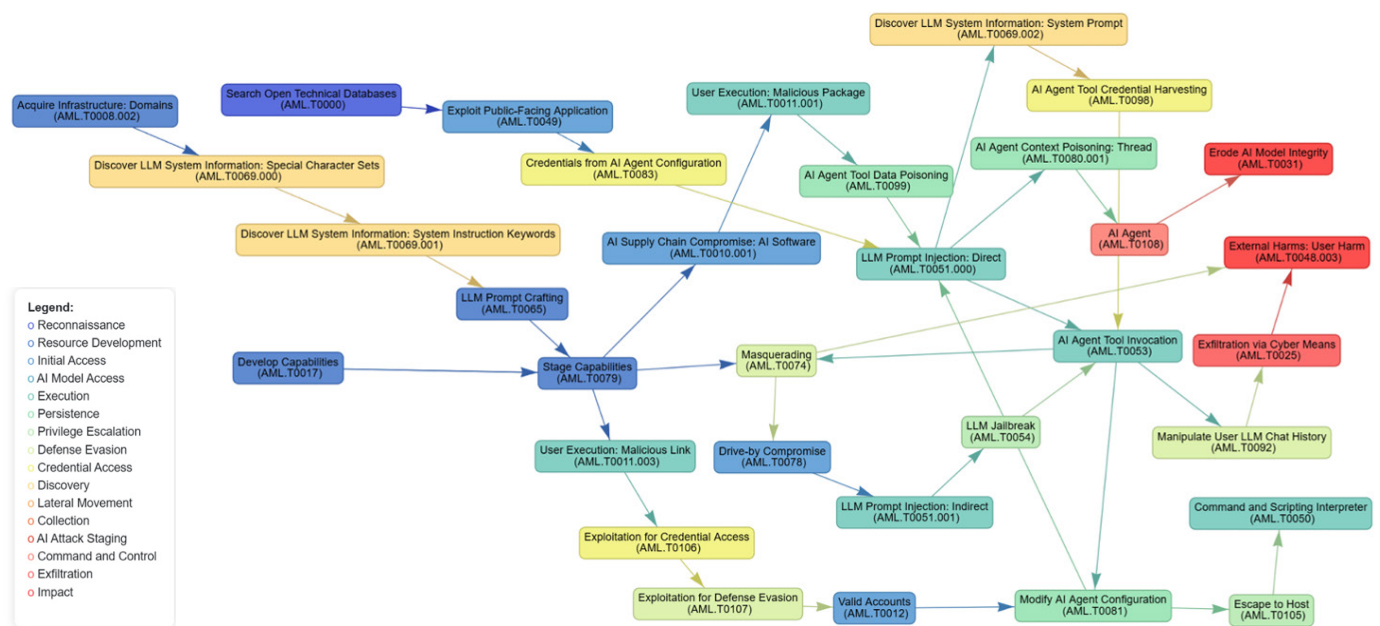 Discover LLM System Information: System Prompt
(AML.T0069.002)
Search Open Technical Databases
(AML.T0000)
User Execution: Malicious Package
(AML.T0011.001)
AI Agent Tool Credential Harvesting
(AML.T0098)
Acquire Infrastructure: Domains
(AML.T0008.002)
Exploit Public-Facing Application
(AML.T0049)
AI Agent Context Poisoning: Thread
(AML.T0080.001)
Erode AI Model Integrity
(AML.T0031)
Discover LLM System Information: Special Character Sets
(AML.T0069.000)
Credentials from AI Agent Configuration
(AML.T0083)
AI Agent Tool Data Poisoning
(AML.T0099)
Discover LLM System Information: System Instruction Keywords
(AML.T0069.001)
AI Supply Chain Compromise: AI Software
(AML.T0010.001)
AI Agent
(AML.T0108)
External Harms: User Harm
(AML.T0048.003)
LLM Prompt Injection: Direct
(AML.T0051.000)
LLM Prompt Crafting
(AML.T0065)
AI Agent Tool Invocation
(AML.T0053)
Exfiltration via Cyber Means
(AML.T0025)
Develop Capabilities
(AML.T0017)
Stage Capabilities
(AML.T0079)
Masquerading
(AML.T0074)
LLM Jailbreak
(AML.T0054)
Manipulate User LLM Chat History
(AML.T0092)
User Execution: Malicious Link
(AML.T0011.003)
Drive-by Compromise
(AML.T0078)
LLM Prompt Injection: Indirect
(AML.T0051.001)
Command and Scripting Interpreter
(AML.T0050)
Exploitation for Credential Access
(AML.T0106)
Exploitation for Defense Evasion
(AML.T0107)
Valid Accounts
(AML.T0012)
Modify AI Agent Configuration
(AML.T0081)
Escape to Host
(AML.T0105)
Legend:
Reconnaissance
Resource Development
Initial Access
AI Model Access
Execution
Persistence
Privilege Escalation
Defense Evasion
Credential Access
Discovery
Lateral Movement
Collection
AI Attack Staging
Command and Control
Exfiltration
Impact